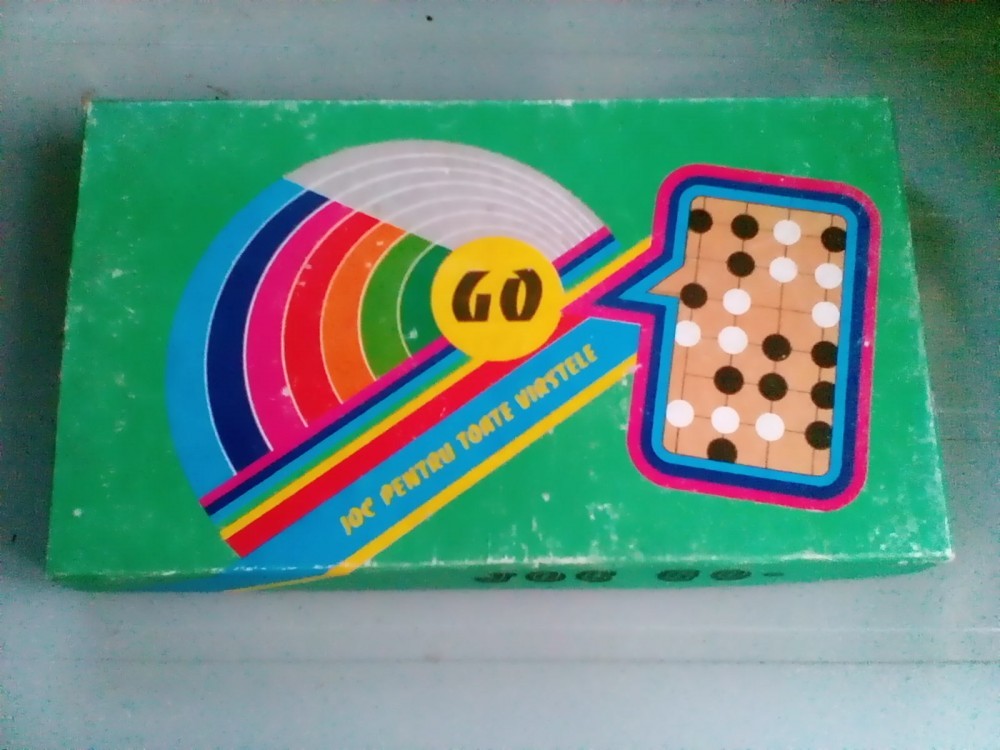 GO
JOC PENTRU TOATE VIRSTELE
JOC GO-